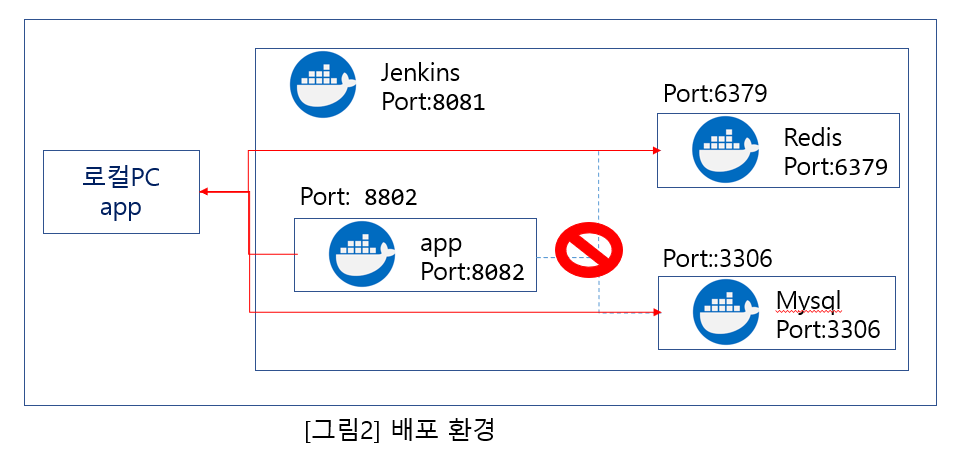 Jenkins
Port:8081
Port:6379
Redis
Port:6379
로컬PC
app
Port: 8802
app
Port:8082
Port::3306
Mysql
Port:3306
[그림2] 배포 환경